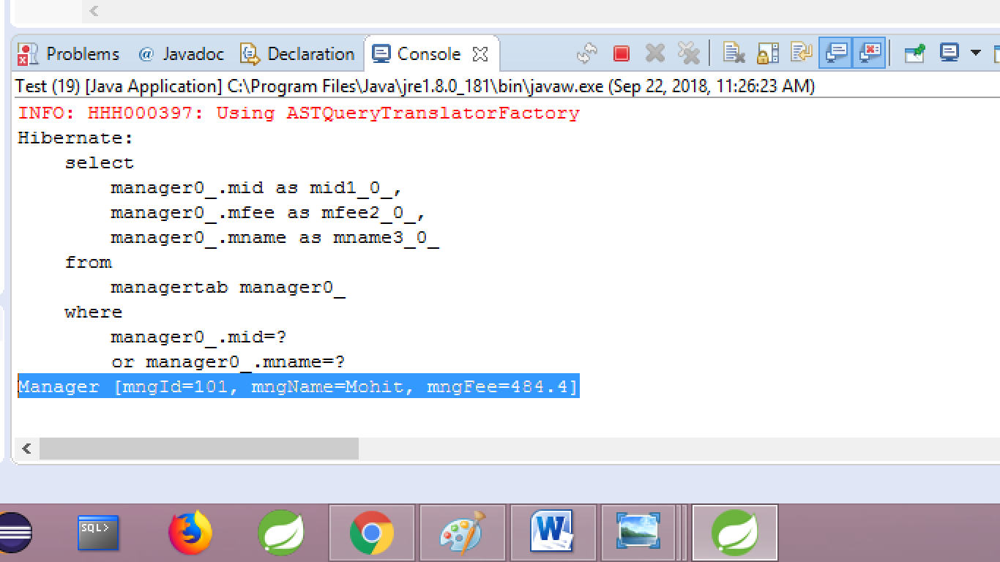 Problems @ Javadoc Declaration Console
Test (19) [Java Application] C:\Program Files\Java\jre1.8.0_181\bin\javaw.exe (Sep 22, 2018, 11:26:23 AM)
INFO: HHH000397: Using ASTQueryTranslatorFactory
Hibernate:
select
manager0_.mid as mid1_0_,
manager0_.mfee as mfee2_0_,
manager0_.mname as mname3_0_
from
managertab manager0_
where
manager0_.mid=?
or manager0_.mname=?
Manager [mngId=101, mngName=Mohit, mngFee=484.4]
SQL> W